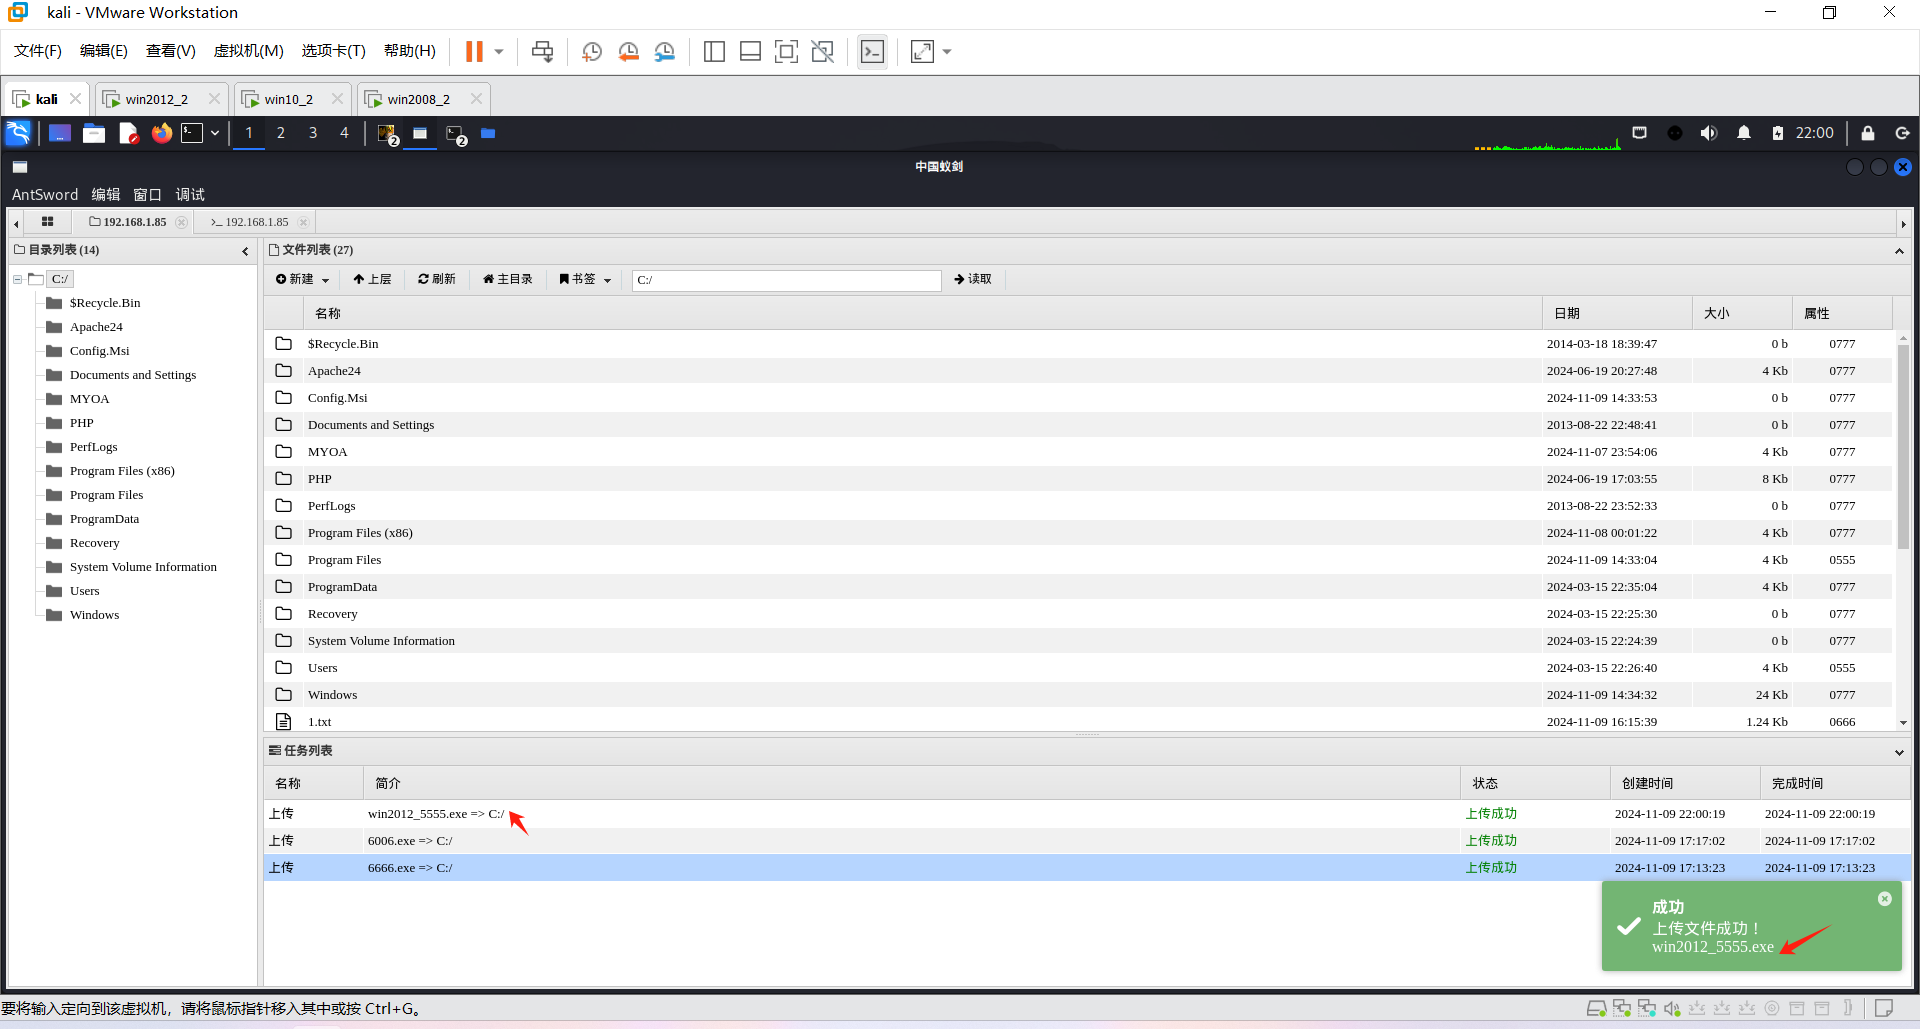 kali - VMware Workstation
文件(F) 编辑(E) 查看(V) 虚拟机(M) 选项卡(T) 帮助(H)
kali win2012_2 win10_2 win2008_2
1 2 3 4 2 2 22:00
中国蚁剑
AntSword 编辑 窗口 调试
192.168.1.85 >_ 192.168.1.85
目录列表 (14)
C:/
$Recycle.Bin
Apache24
Config.Msi
Documents and Settings
MYOA
PHP
PerfLogs
Program Files (x86)
Program Files
ProgramData
Recovery
System Volume Information
Users
Windows
文件列表 (27)
新建 上层 刷新 主目录 书签 C:/ 读取
名称 日期 大小 属性
$Recycle.Bin 2014-03-18 18:39:47 0 b 0777
Apache24 2024-06-19 20:27:48 4 Kb 0777
Config.Msi 2024-11-09 14:33:53 0 b 0777
Documents and Settings 2013-08-22 22:48:41 0 b 0777
MYOA 2024-11-07 23:54:06 4 Kb 0777
PHP 2024-06-19 17:03:55 8 Kb 0777
PerfLogs 2013-08-22 23:52:33 0 b 0777
Program Files (x86) 2024-11-08 00:01:22 4 Kb 0777
Program Files 2024-11-09 14:33:04 4 Kb 0555
ProgramData 2024-03-15 22:35:04 4 Kb 0777
Recovery 2024-03-15 22:25:30 0 b 0777
System Volume Information 2024-03-15 22:24:39 0 b 0777
Users 2024-03-15 22:26:40 4 Kb 0555
Windows 2024-11-09 14:34:32 24 Kb 0777
1.txt 2024-11-09 16:15:39 1.24 Kb 0666
任务列表
名称 简介 状态 创建时间 完成时间
上传 win2012_5555.exe => C:/ 上传成功 2024-11-09 22:00:19 2024-11-09 22:00:19
上传 6006.exe => C:/ 上传成功 2024-11-09 17:17:02 2024-11-09 17:17:02
上传 6666.exe => C:/ 上传成功 2024-11-09 17:13:23 2024-11-09 17:13:23
成功
上传文件成功！
win2012_5555.exe
要将输入定向到该虚拟机，请将鼠标指针移入其中或按 Ctrl+G。